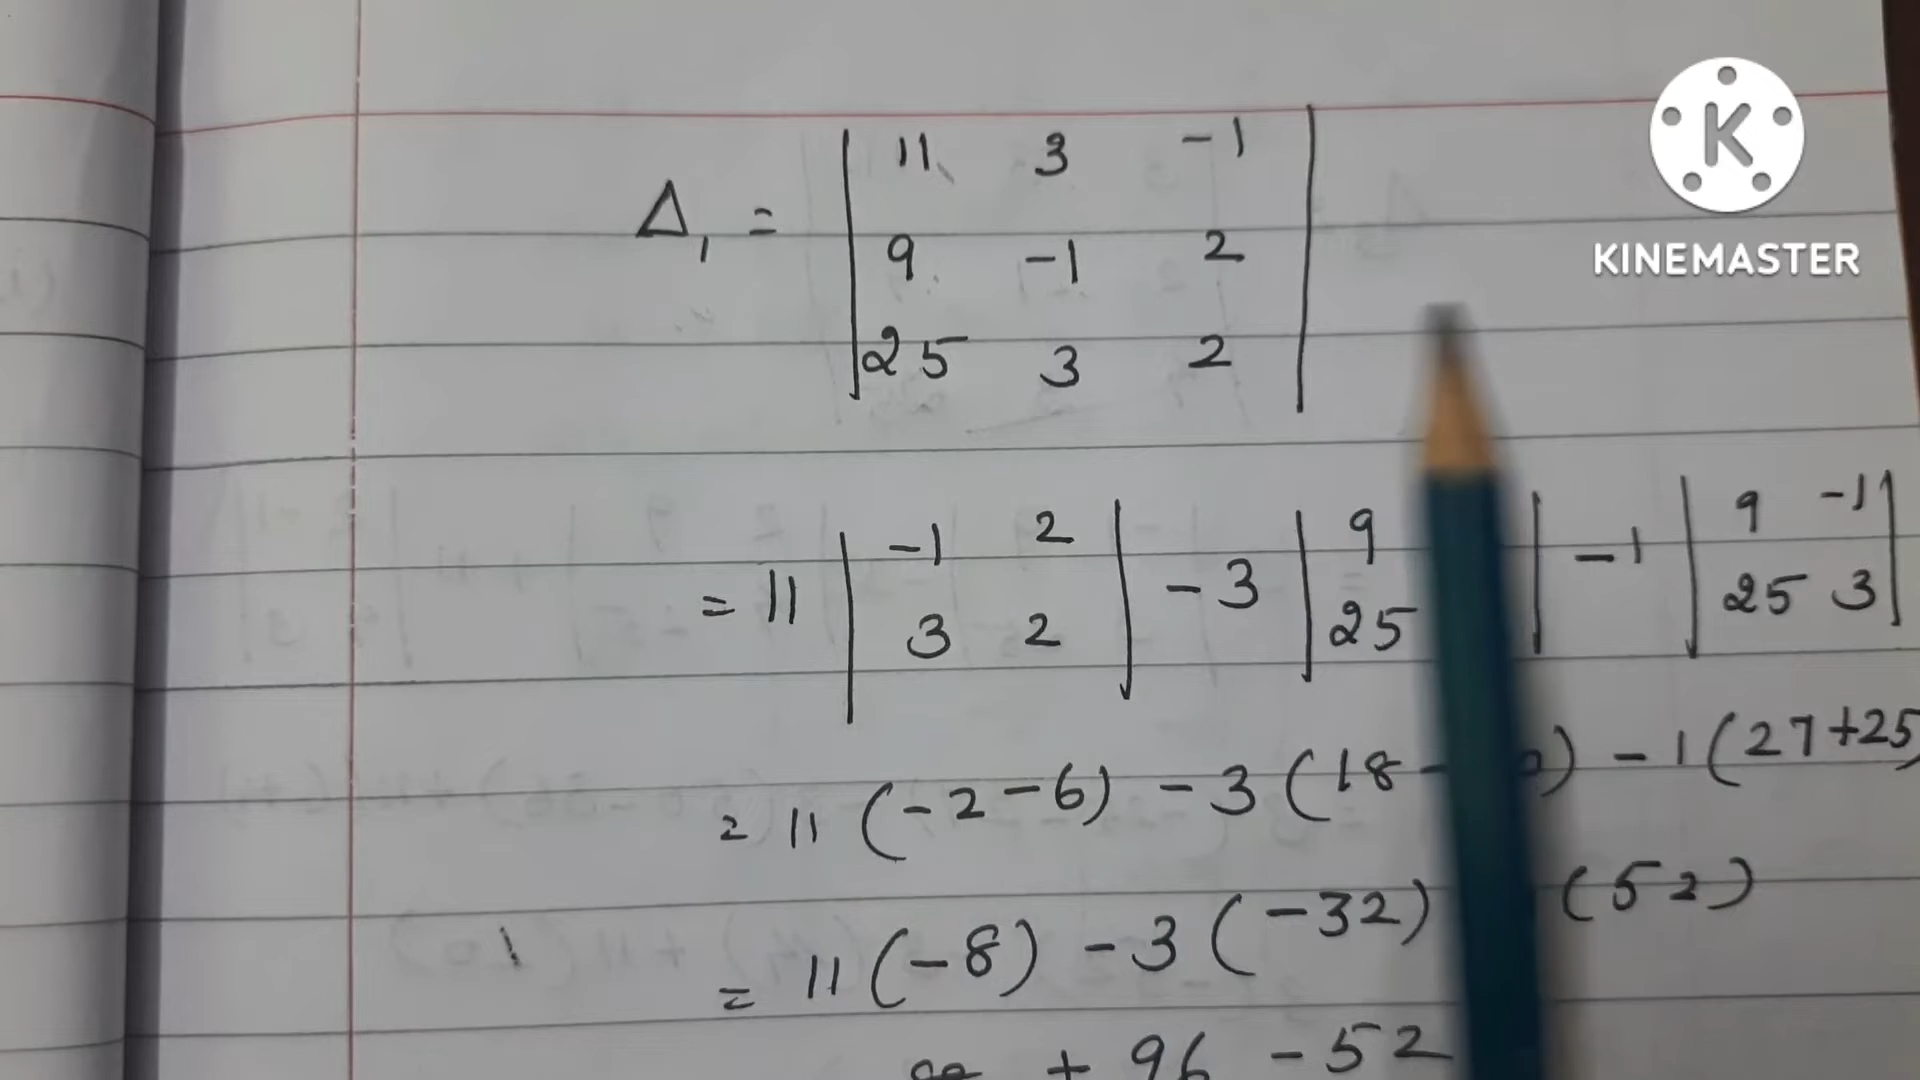 Δ₁ = | 11 3 -1 |
| 9 -1 2 |
| 25 3 2 |
KINEMASTER
= 11 | -1 2 | - 3 | 9 | - 1 | 9 -1 |
| 3 2 | | 25 | | 25 3 |
= 11 (-2 -6) - 3 (18 - ) - 1 (27+25
= 11 (-8) - 3 (-32) (52)
+ 96 - 52